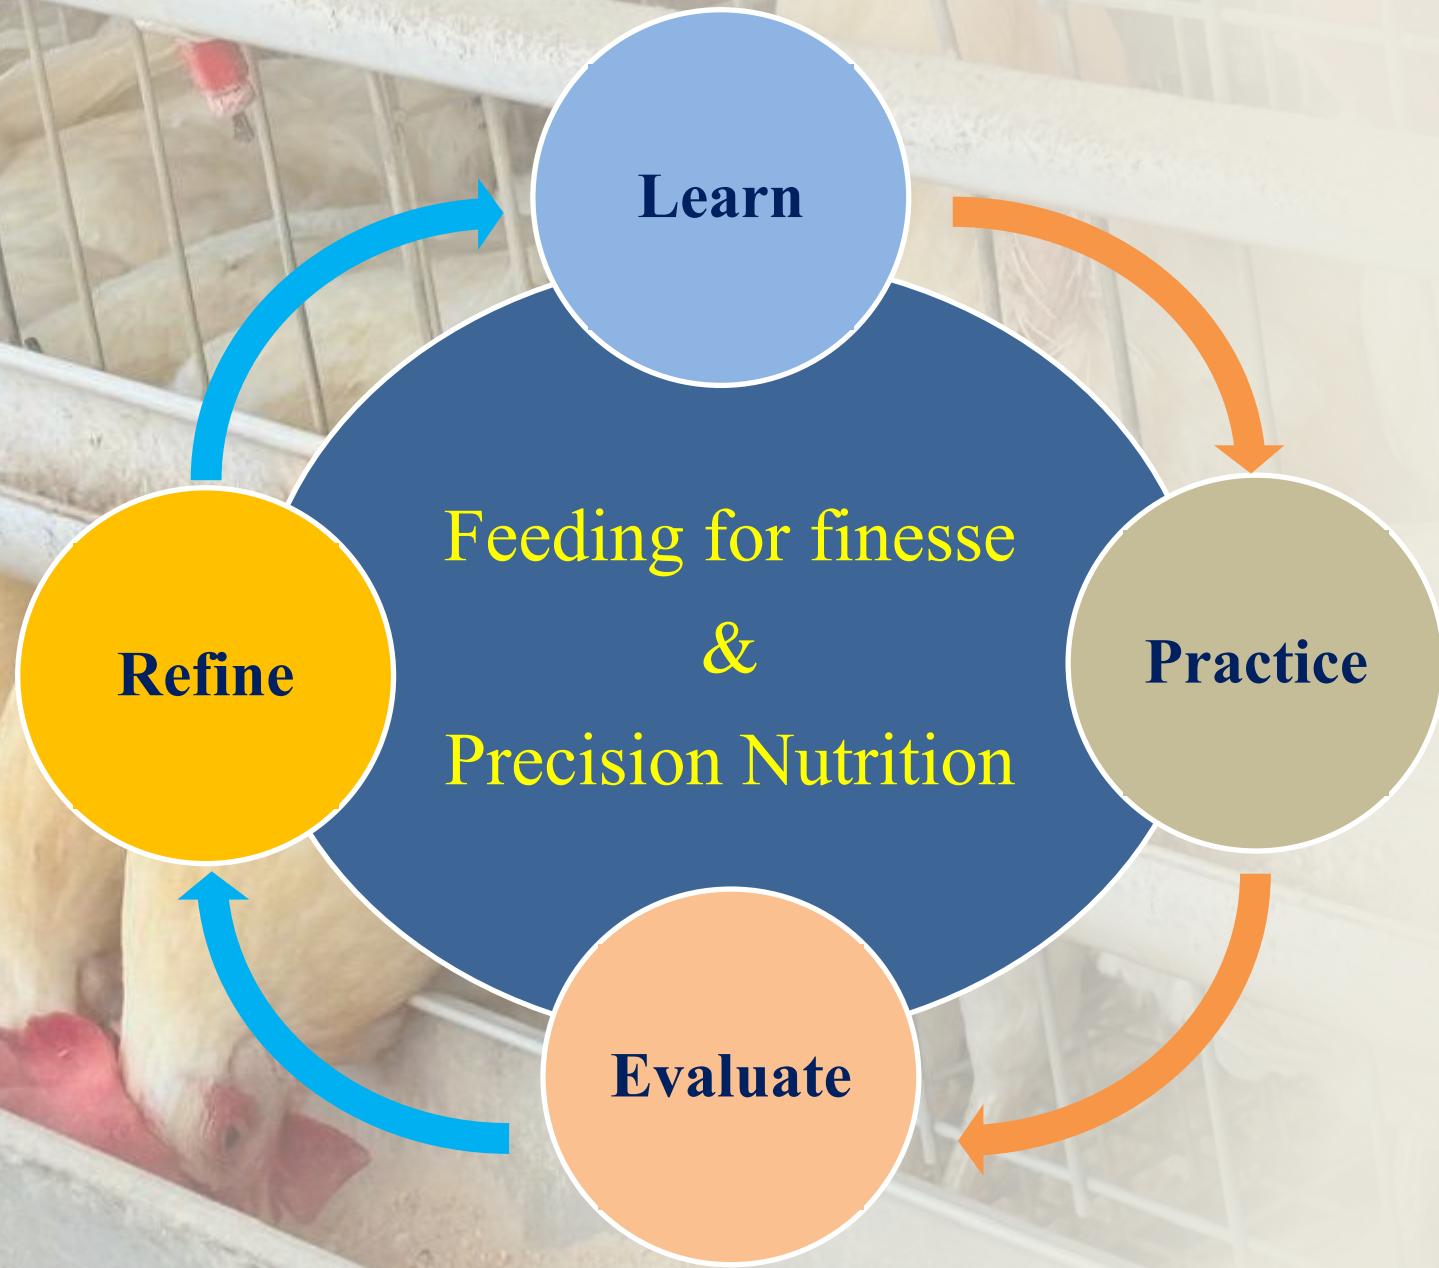 Learn
Feeding for finesse
&
Precision Nutrition
Refine
Practice
Evaluate